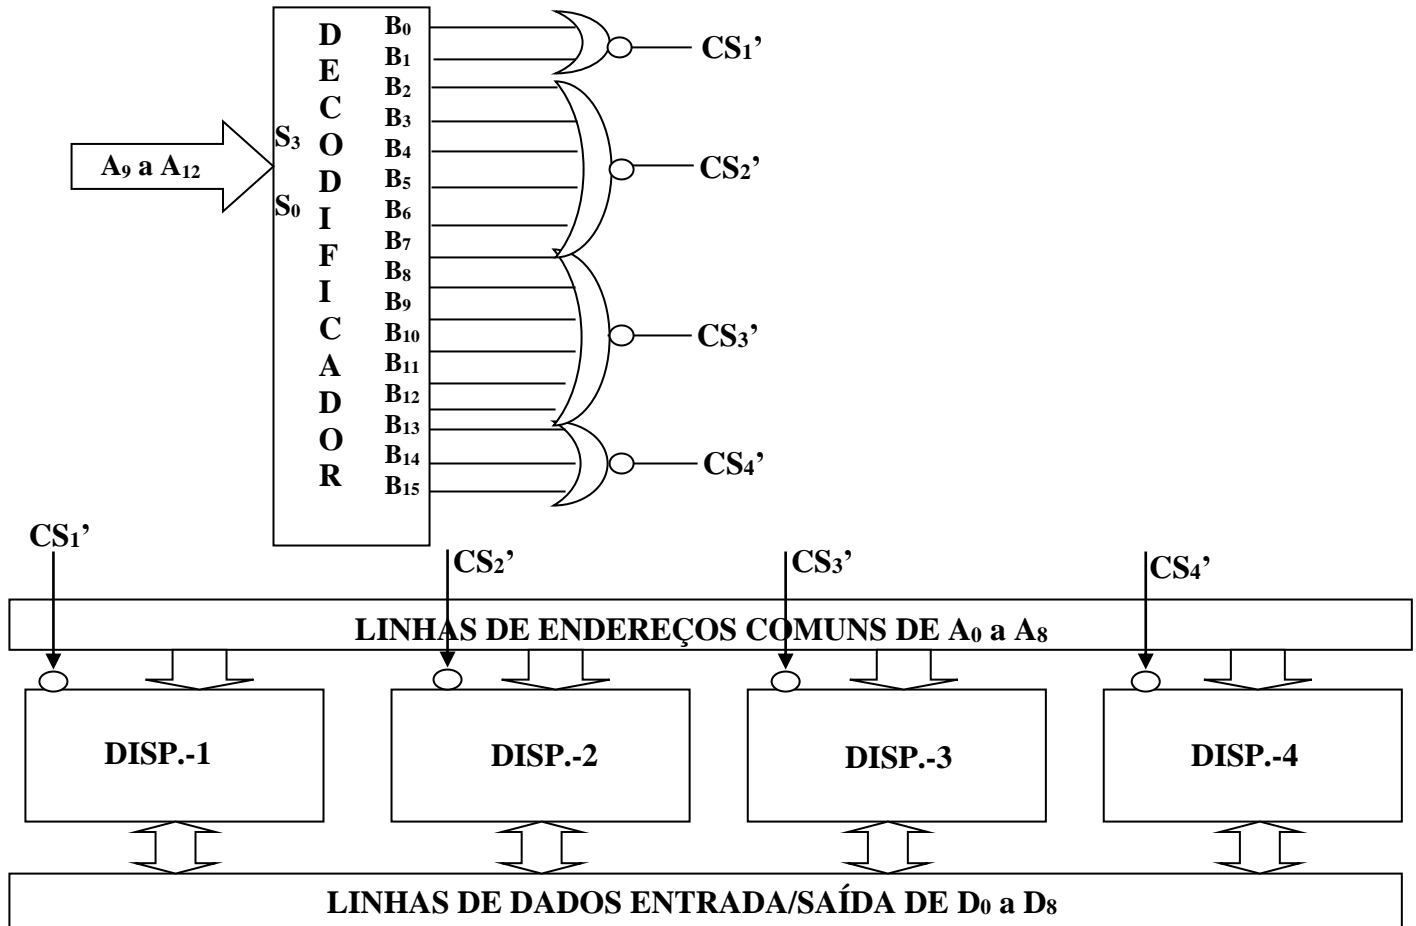 DECODIFICADOR
B0
B1
B2
B3
B4
B5
B6
B7
B8
B9
B10
B11
B12
B13
B14
B15
S3
S0
A9 a A12
CS1’
CS2’
CS3’
CS4’
CS1’
CS2’
CS3’
CS4’
LINHAS DE ENDEREÇOS COMUNS DE A0 a A8
DISP.-1
DISP.-2
DISP.-3
DISP.-4
LINHAS DE DADOS ENTRADA/SAÍDA DE D0 a D8